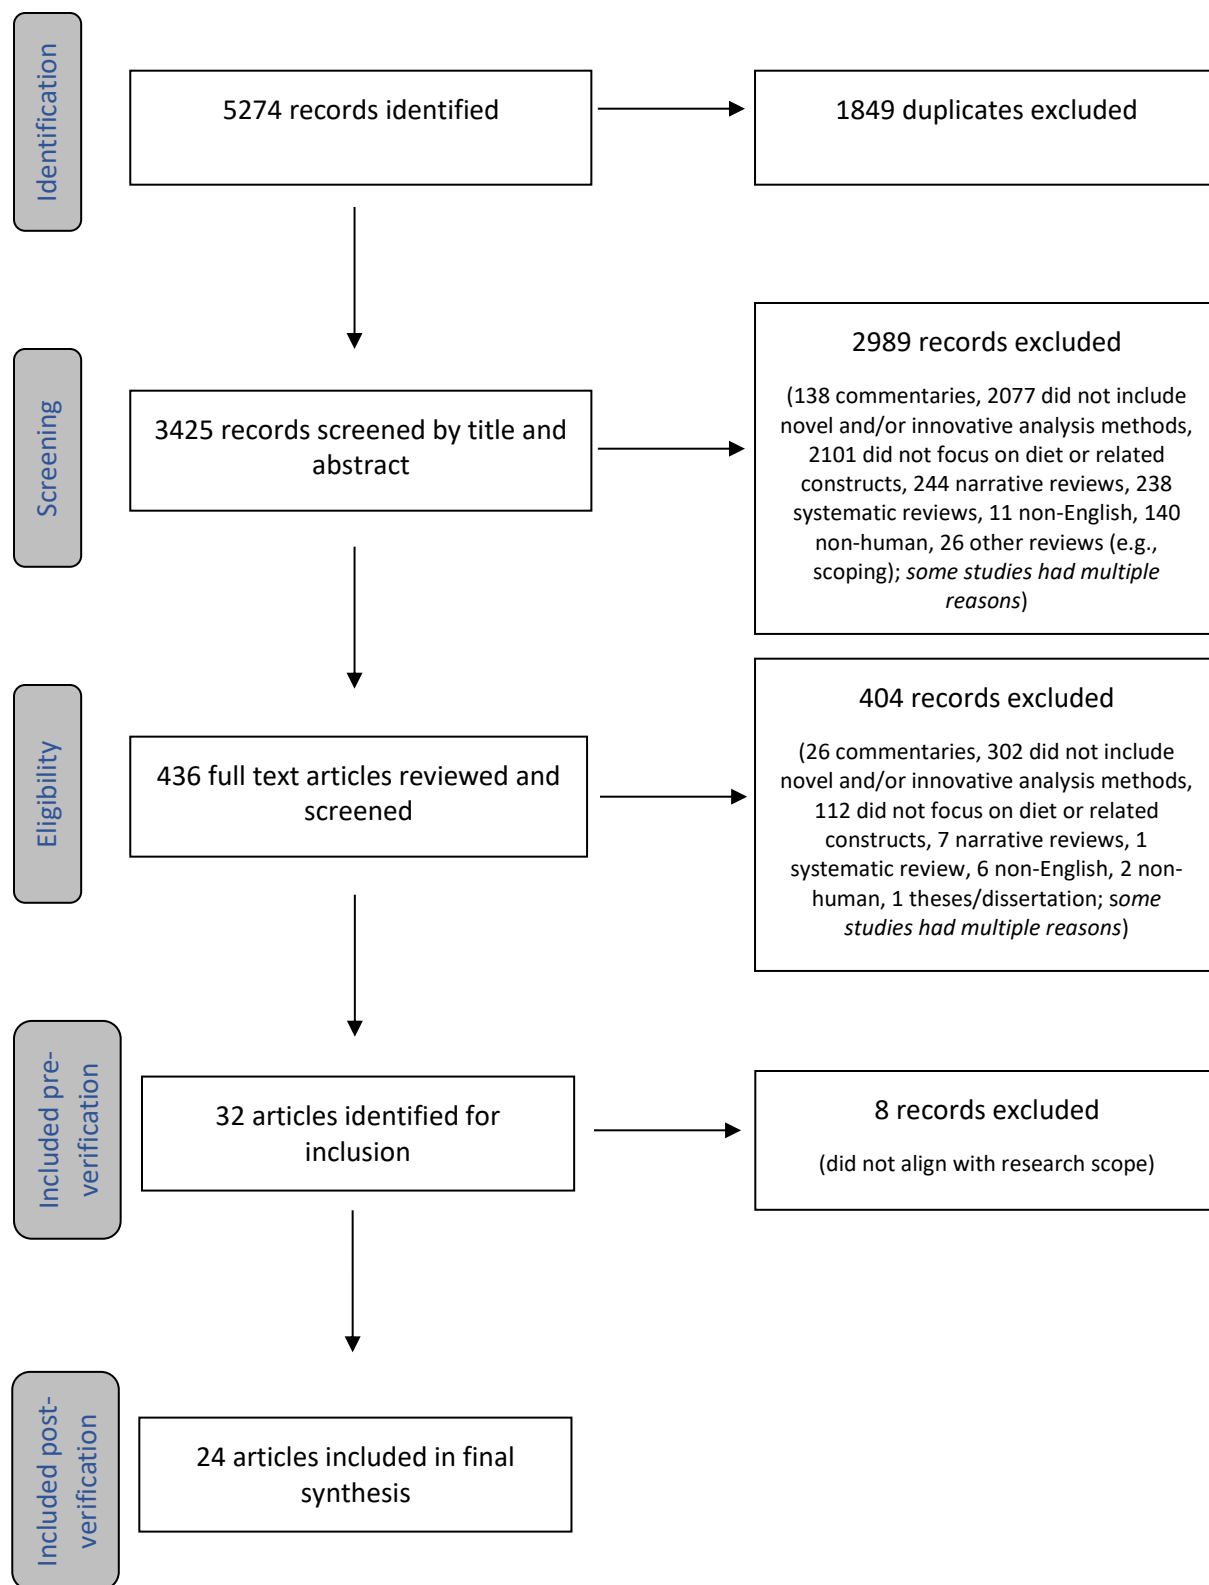 Identification
5274 records identified
1849 duplicates excluded
Screening
3425 records screened by title and
abstract
2989 records excluded
(138 commentaries, 2077 did not include
novel and/or innovative analysis methods,
2101 did not focus on diet or related
constructs, 244 narrative reviews, 238
systematic reviews, 11 non-English, 140
non-human, 26 other reviews (e.g.,
scoping); some studies had multiple
reasons)
Eligibility
436 full text articles reviewed and
screened
404 records excluded
(26 commentaries, 302 did not include
novel and/or innovative analysis methods,
112 did not focus on diet or related
constructs, 7 narrative reviews, 1
systematic review, 6 non-English, 2 non-
human, 1 theses/dissertation; some
studies had multiple reasons)
Included pre-
verification
32 articles identified for
inclusion
8 records excluded
(did not align with research scope)
Included post-
verification
24 articles included in final
synthesis